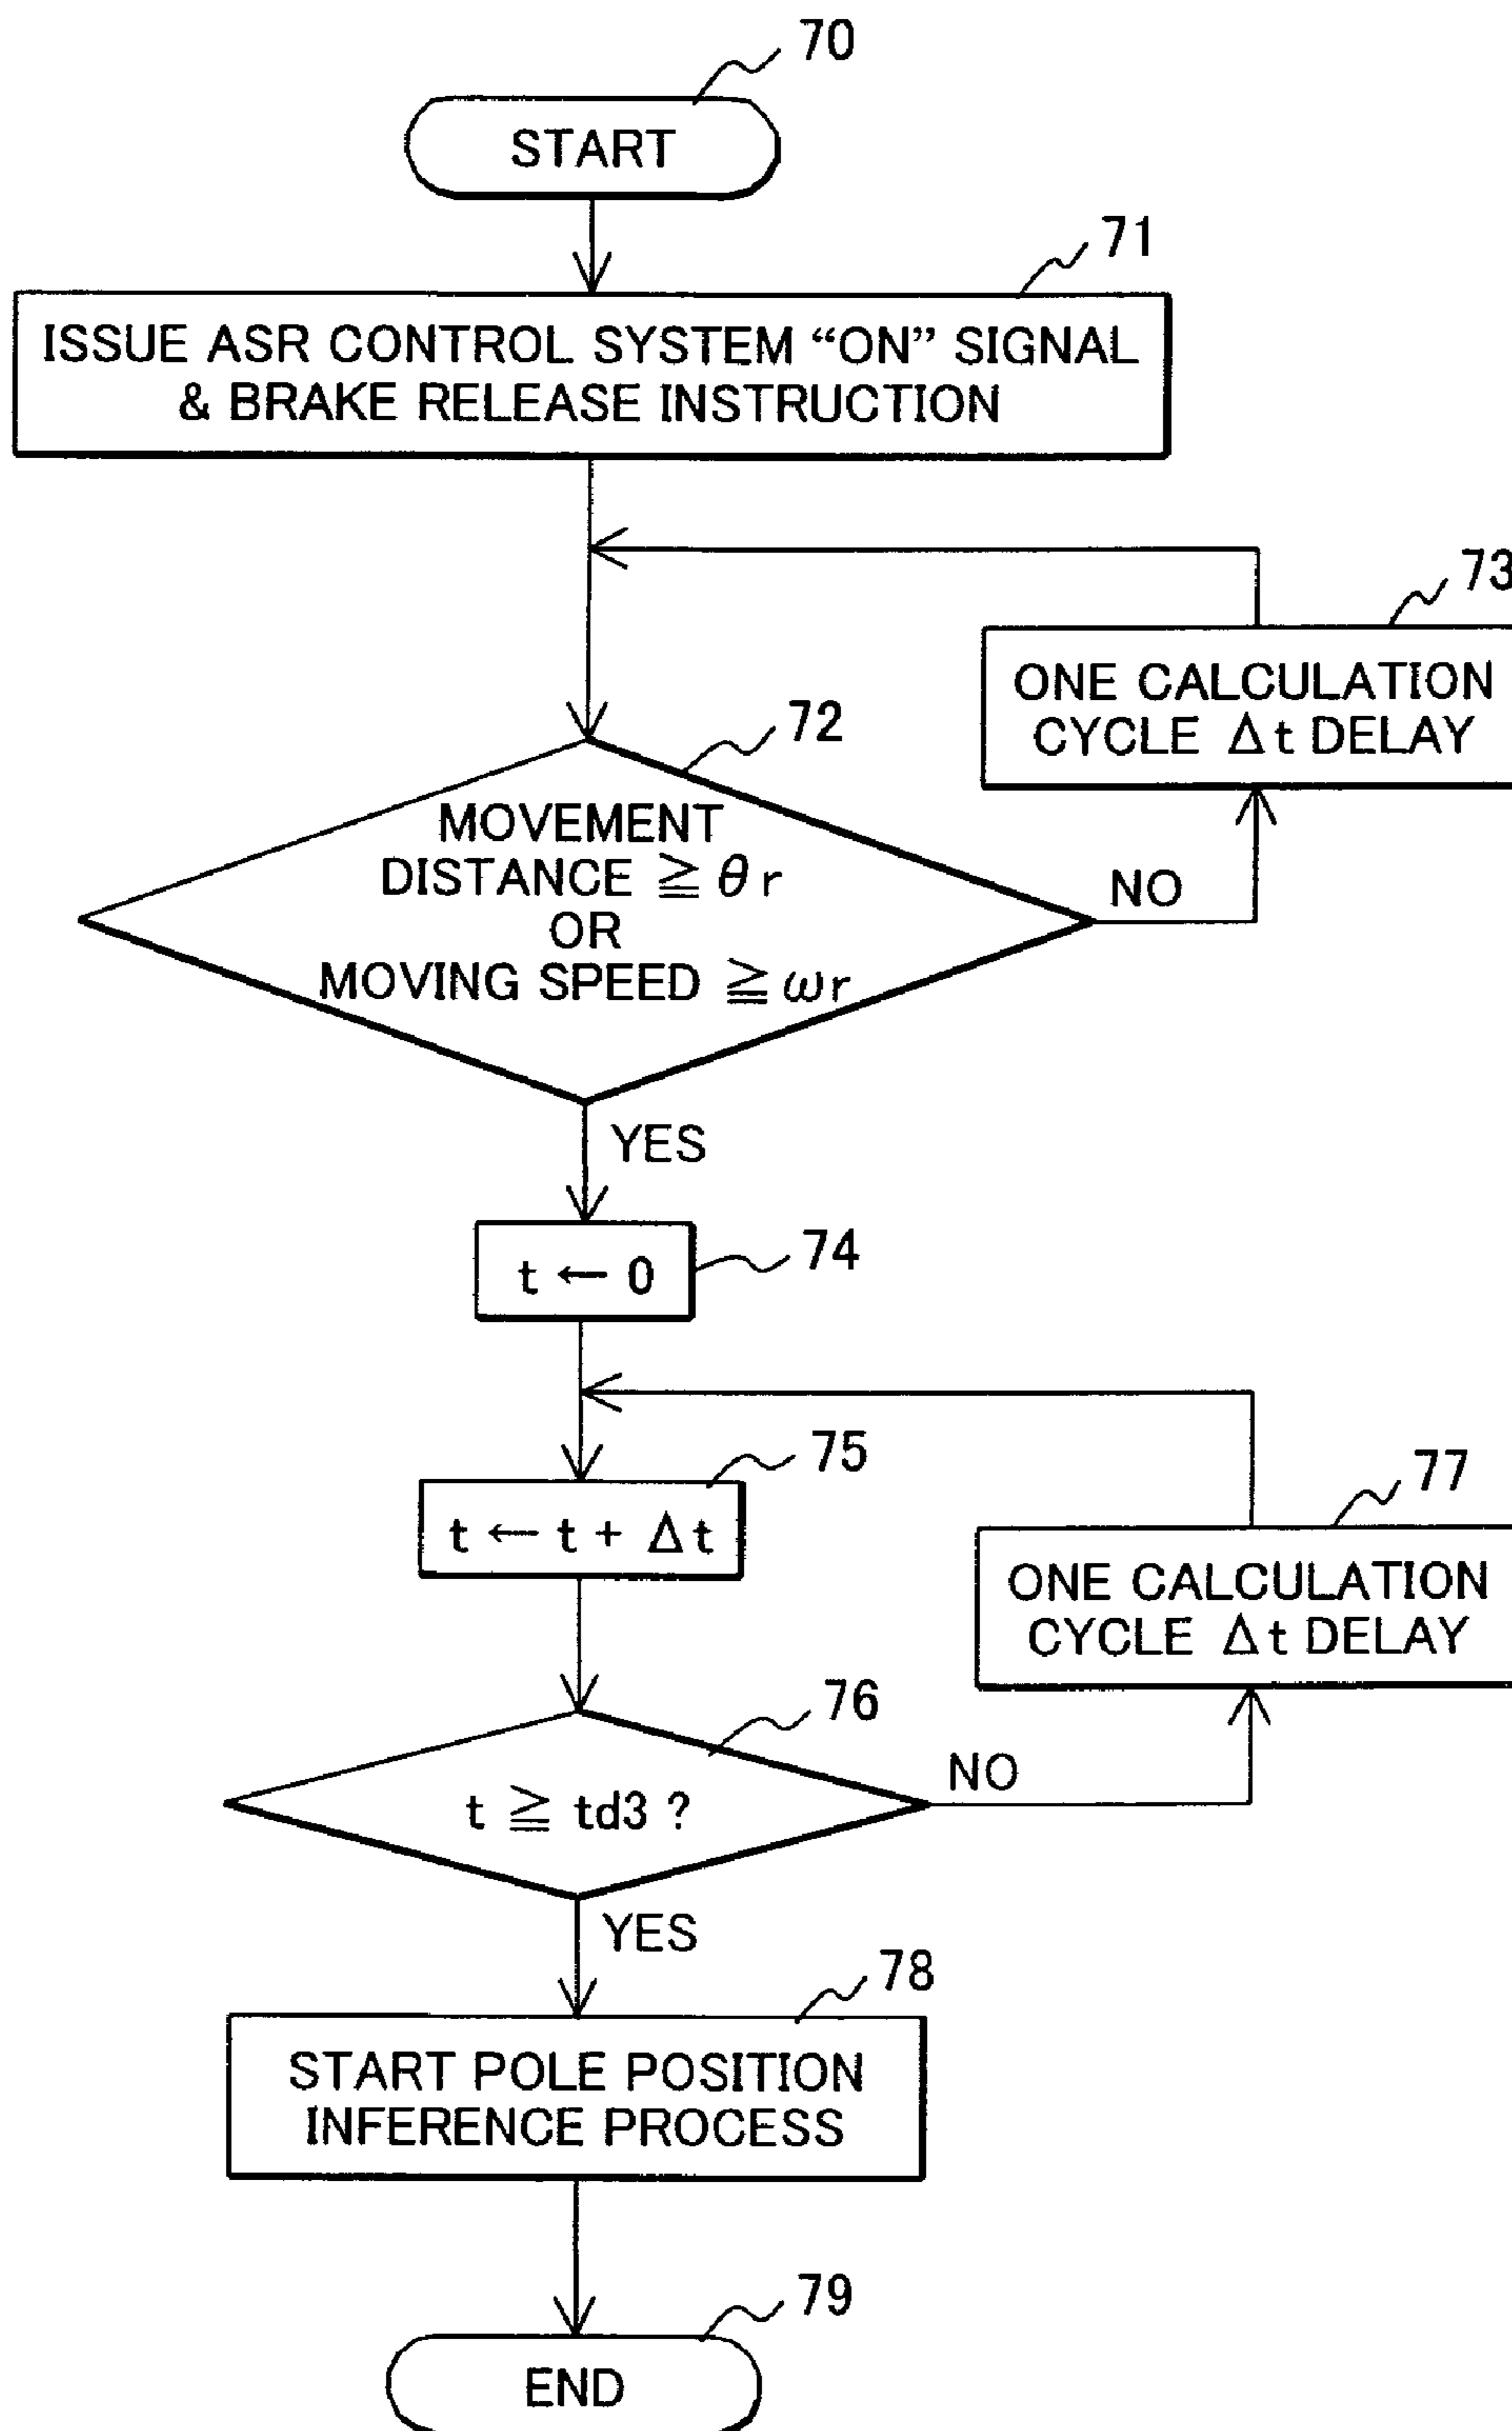 70
START
71
ISSUE ASR CONTROL SYSTEM “ON” SIGNAL
& BRAKE RELEASE INSTRUCTION
73
ONE CALCULATION
CYCLE Δt DELAY
72
MOVEMENT
DISTANCE ≧ θr
OR
MOVING SPEED ≧ ωr
NO
YES
74
t ← 0
75
t ← t + Δt
77
ONE CALCULATION
CYCLE Δt DELAY
76
t ≧ td3 ?
NO
YES
78
START POLE POSITION
INFERENCE PROCESS
79
END